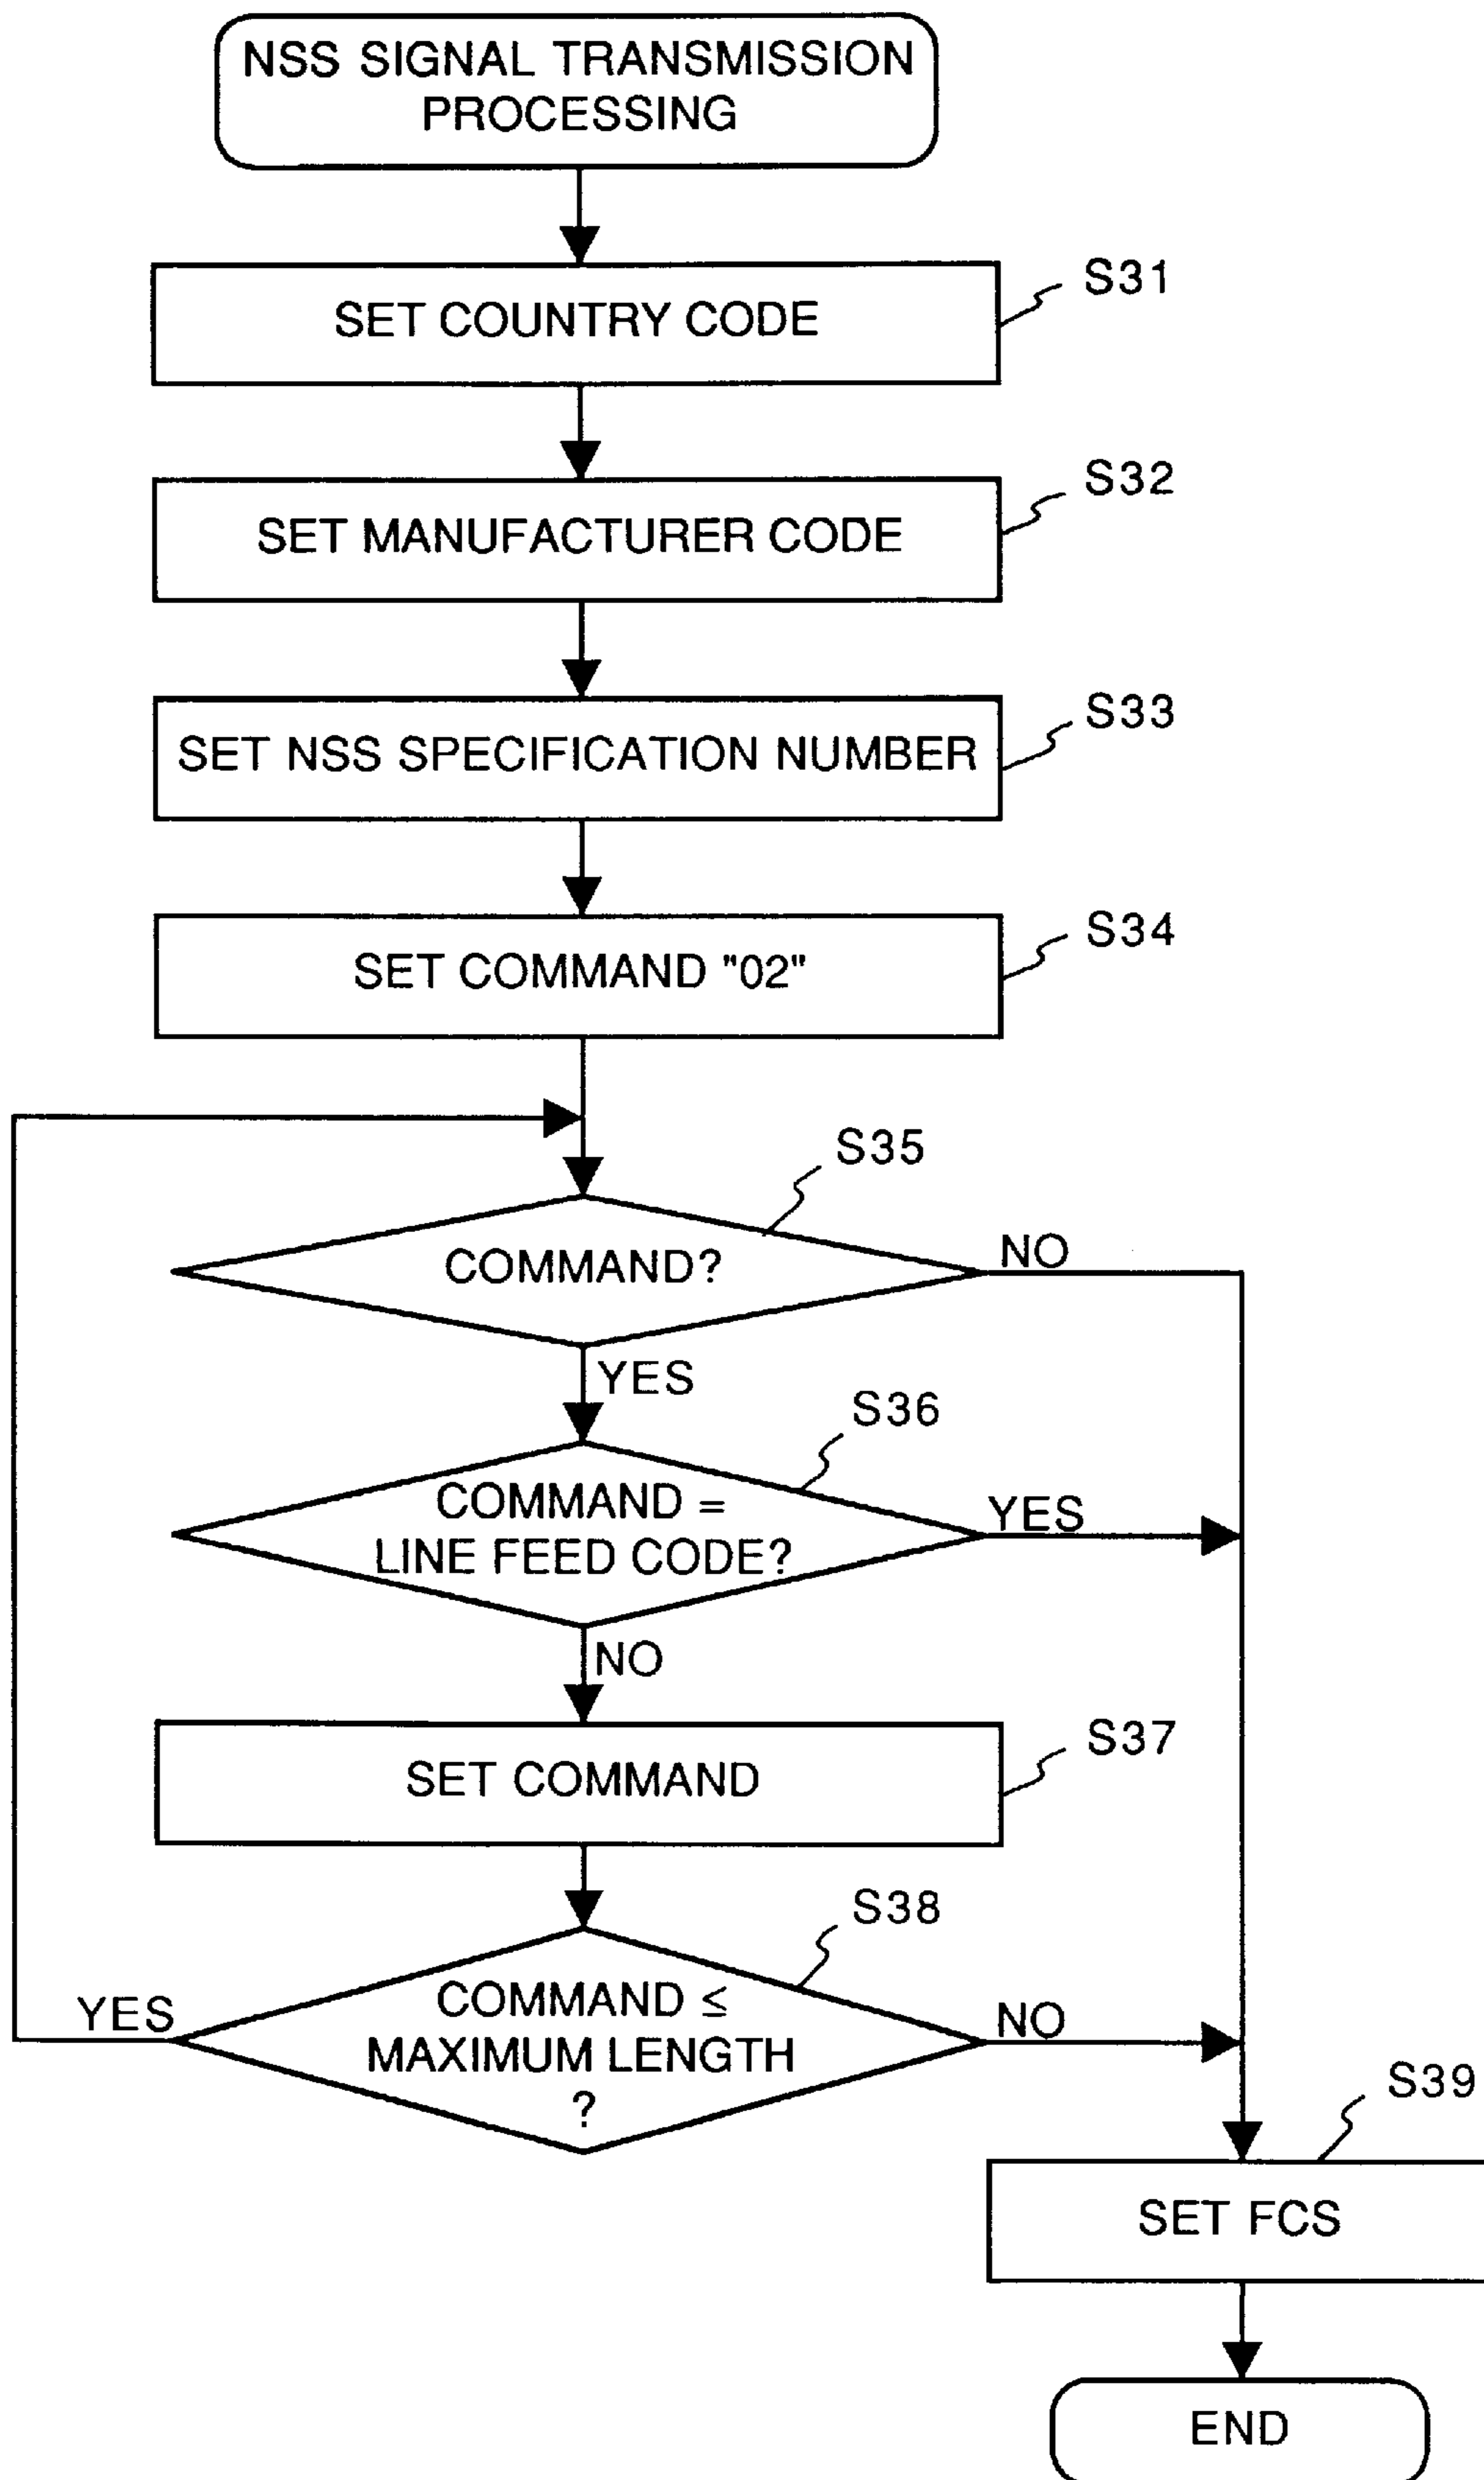 NSS SIGNAL TRANSMISSION
PROCESSING
S31
SET COUNTRY CODE
S32
SET MANUFACTURER CODE
S33
SET NSS SPECIFICATION NUMBER
S34
SET COMMAND "02"
S35
COMMAND?
NO
YES
S36
COMMAND =
LINE FEED CODE?
YES
NO
S37
SET COMMAND
S38
COMMAND ≤
MAXIMUM LENGTH
?
YES
NO
S39
SET FCS
END